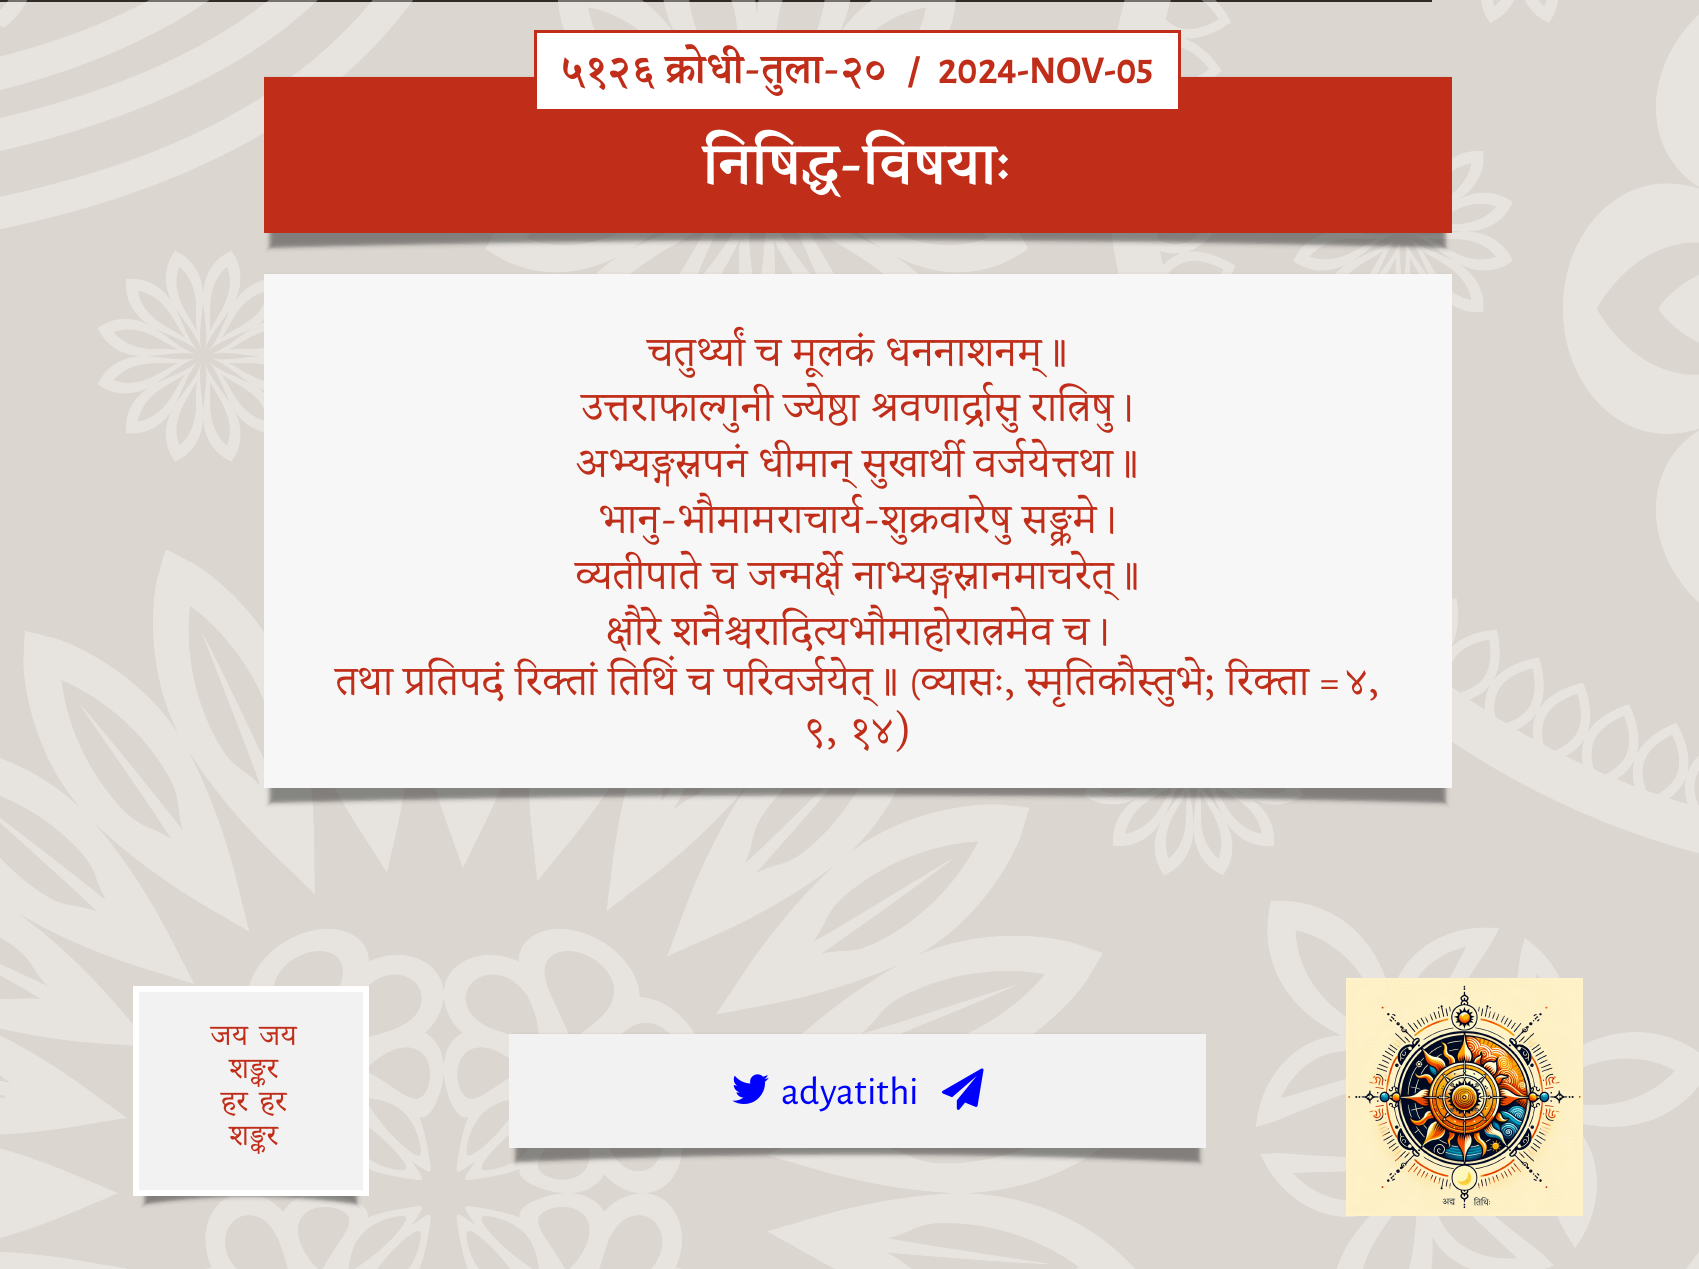 ५१२६ क्रोधी-तुला-२० / 2024-NOV-05
निषिद्ध-विषयाः
चतुर्थ्यां च मूलकं धननाशनम्॥
उत्तराफाल्गुनी ज्येष्ठा श्रवणार्द्रासु रात्रिषु।
अभ्यङ्गस्नपनं धीमान् सुखार्थी वर्जयेत्तथा॥
भानु-भौमामराचार्य-शुक्रवारेषु सङ्क्रमे।
व्यतीपाते च जन्मर्क्षे नाभ्यङ्गस्नानमाचरेत्॥
क्षौरे शनैश्चरादित्यभौमाहोरात्रमेव च।
तथा प्रतिपदं रिक्तां तिथिं च परिवर्जयेत्॥ (व्यासः, स्मृतिकौस्तुभे; रिक्ता = ४,
९, १४)
जय जय
शङ्कर
हर हर
शङ्कर
adyatithi
अद्य तिथिः